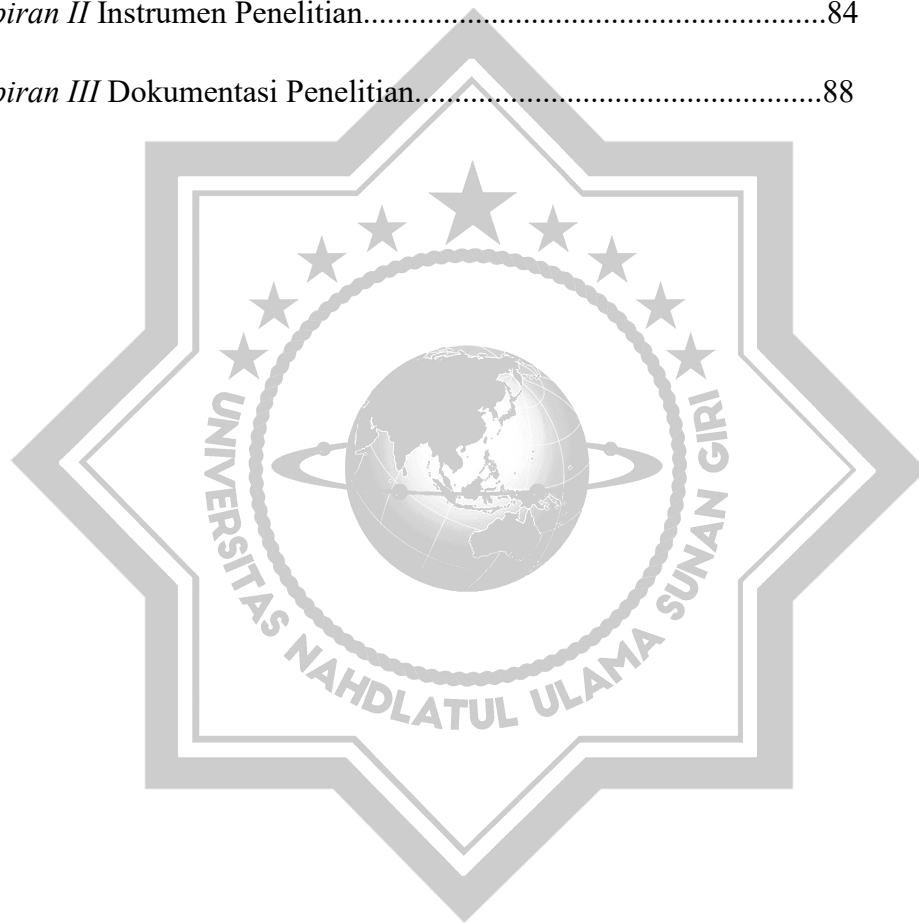 piran II Instrumen Penelitian..............................................................84
piran III Dokumentasi Penelitian.....................................................88
UNIVERSITAS NAHDLATUL ULAMA SUNAN GIRI